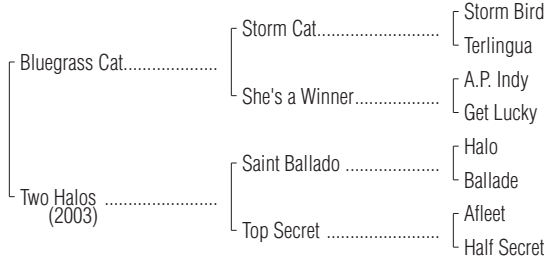 Storm Bird
Storm Cat........................
Terlingua
Bluegrass Cat...................
A.P. Indy
She's a Winner.................
Get Lucky
Halo
Saint Ballado ...................
Ballade
Two Halos .......................
(2003)
Afleet
Top Secret .......................
Half Secret